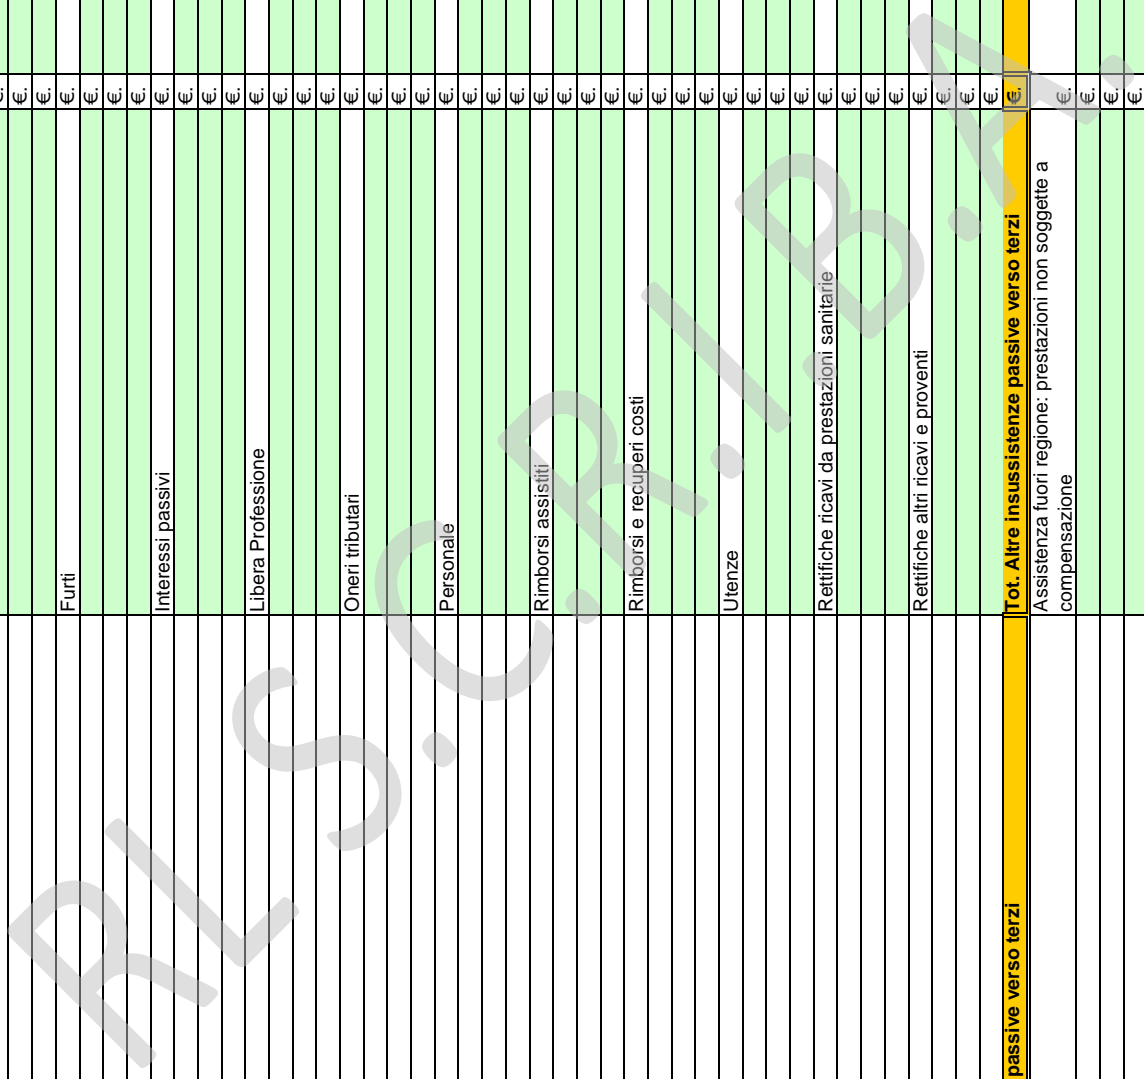 €.
€.
€.
Furti €.
€.
€.
€.
Interessi passivi €.
€.
€.
€.
Libera Professione €.
€.
€.
€.
Oneri tributari €.
€.
€.
€.
Personale €.
€.
€.
€.
Rimborsi assistiti €.
€.
€.
€.
Rimborsi e recuperi costi €.
€.
€.
€.
Utenze €.
€.
€.
€.
Rettifiche ricavi da prestazioni sanitarie €.
€.
€.
€.
Rettifiche altri ricavi e proventi €.
€.
€.
€.
passive verso terzi Tot. Altre insussistenze passive verso terzi €.
Assistenza fuori regione: prestazioni non soggette a
compensazione €.
€.
€.
€.
RL S.C.R.I.B.A.